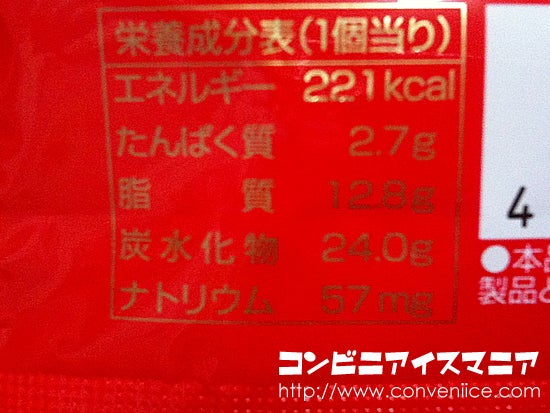 栄養成分表(1個当り)
エネルギー 221kcal
たんぱく質 2.7g
脂質 12.8g
炭水化物 24.0g
ナトリウム 57mg
4
●本品
製品
コンビニアイスマニア
http://www.conveniice.com/